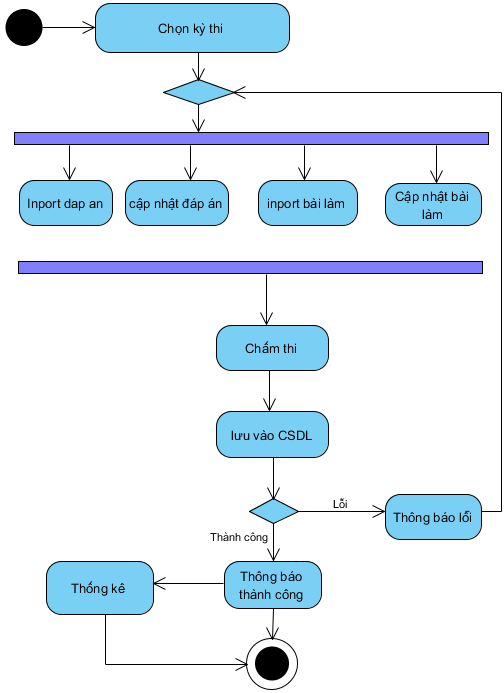 Chọn kỳ thi
Inport dap an
cập nhật đáp án
inport bài làm
Cập nhật bài
làm
Chấm thi
lưu vào CSDL
Lỗi
Thông báo lỗi
Thành công
Thống kê
Thông báo
thành công